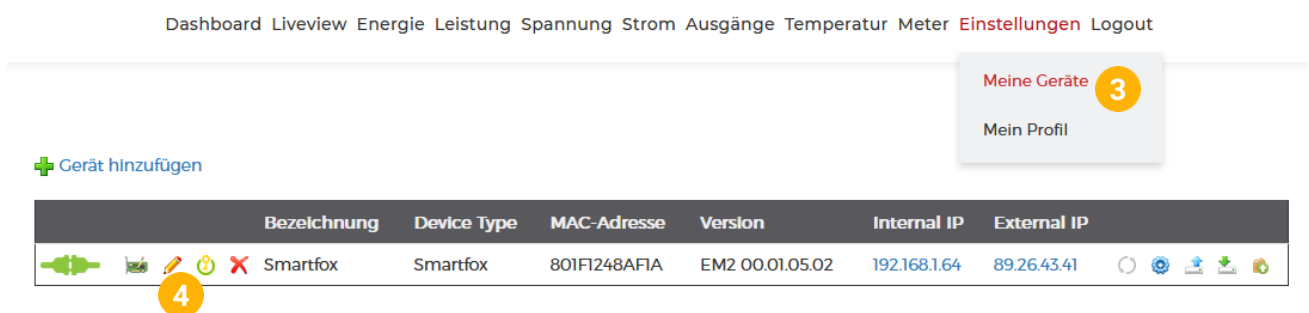 Dashboard Liveview Energie Leistung Spannung Strom Ausgänge Temperatur Meter Einstellungen Logout
Meine Geräte 3
Mein Profil
Gerät hinzufügen
Bezeichnung Device Type MAC-Adresse Version Internal IP External IP
Smartfox Smartfox 801F1248AF1A EM2 00.01.05.02 192.168.1.64 89.26.43.41
4